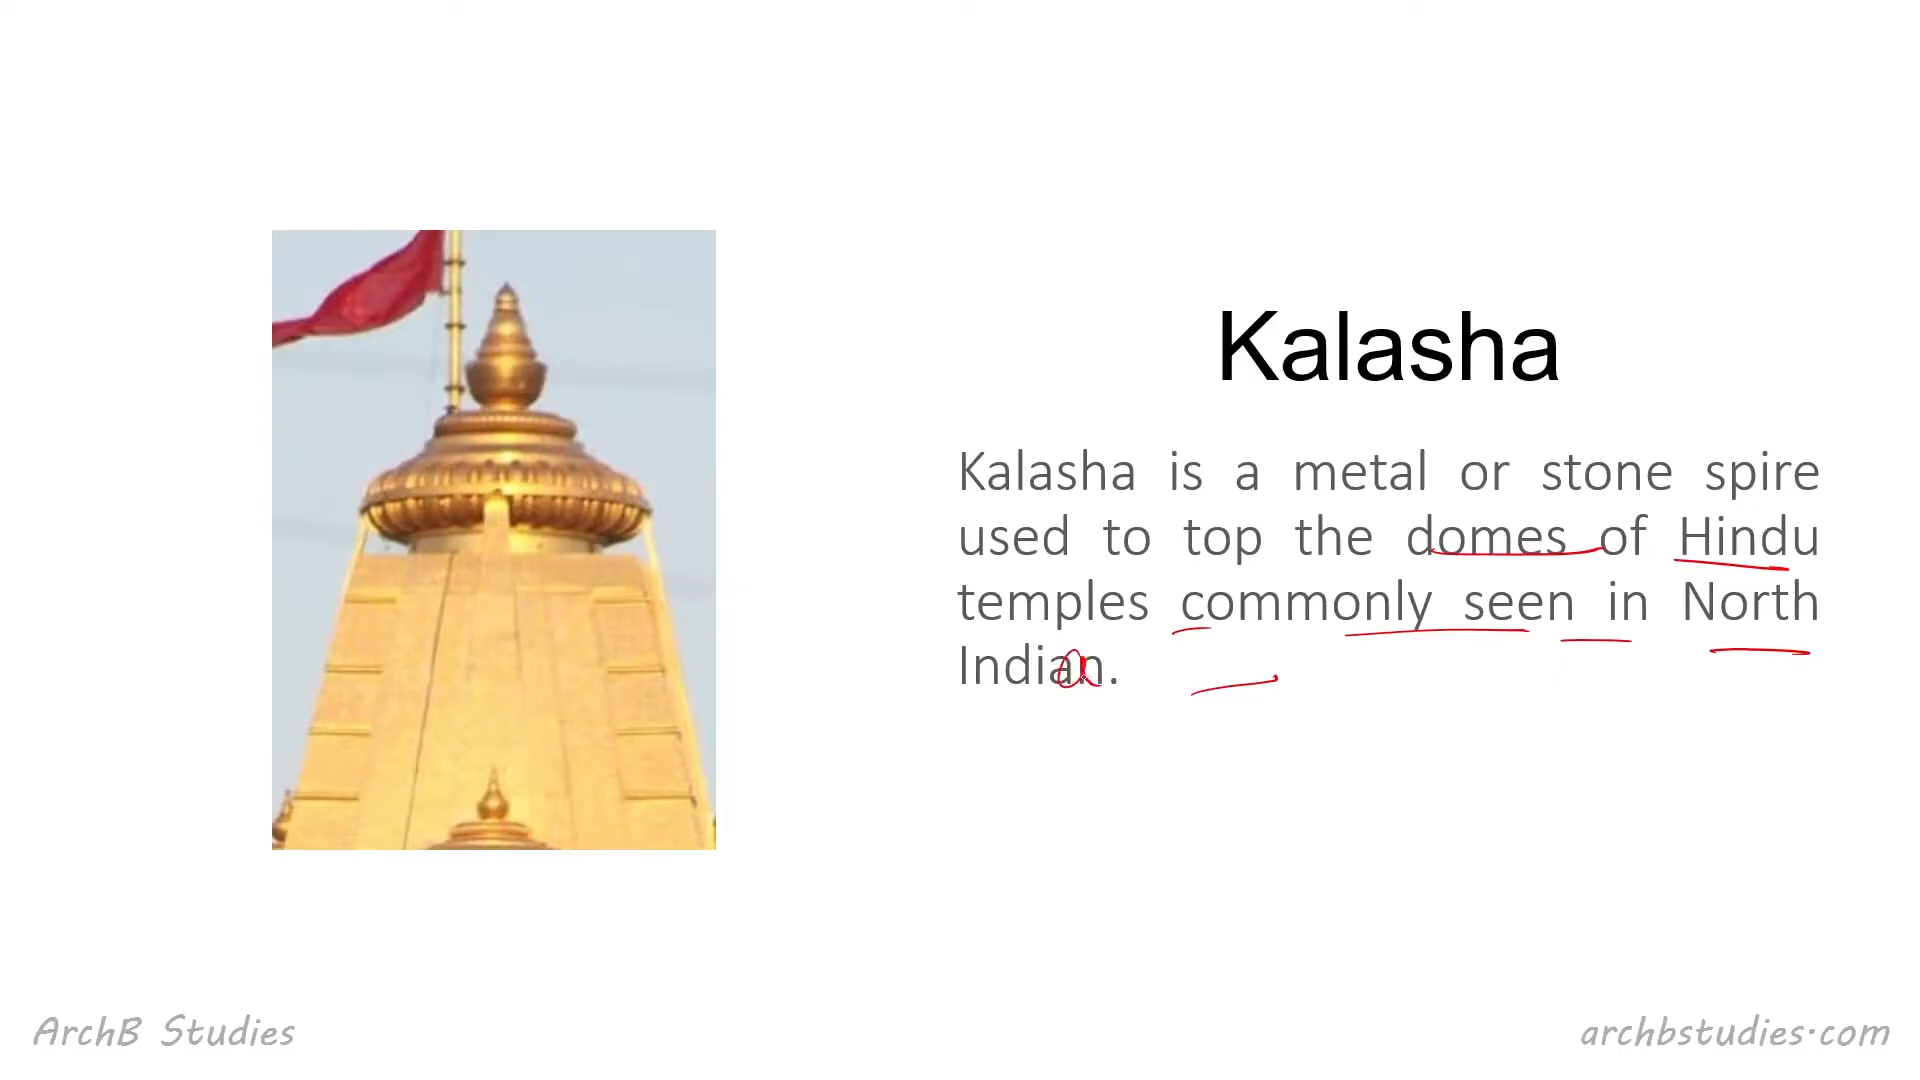 Kalasha
Kalasha is a metal or stone spire
used to top the domes of Hindu
temples commonly seen in North
Indian.
ArchB Studies
archbstudies.com